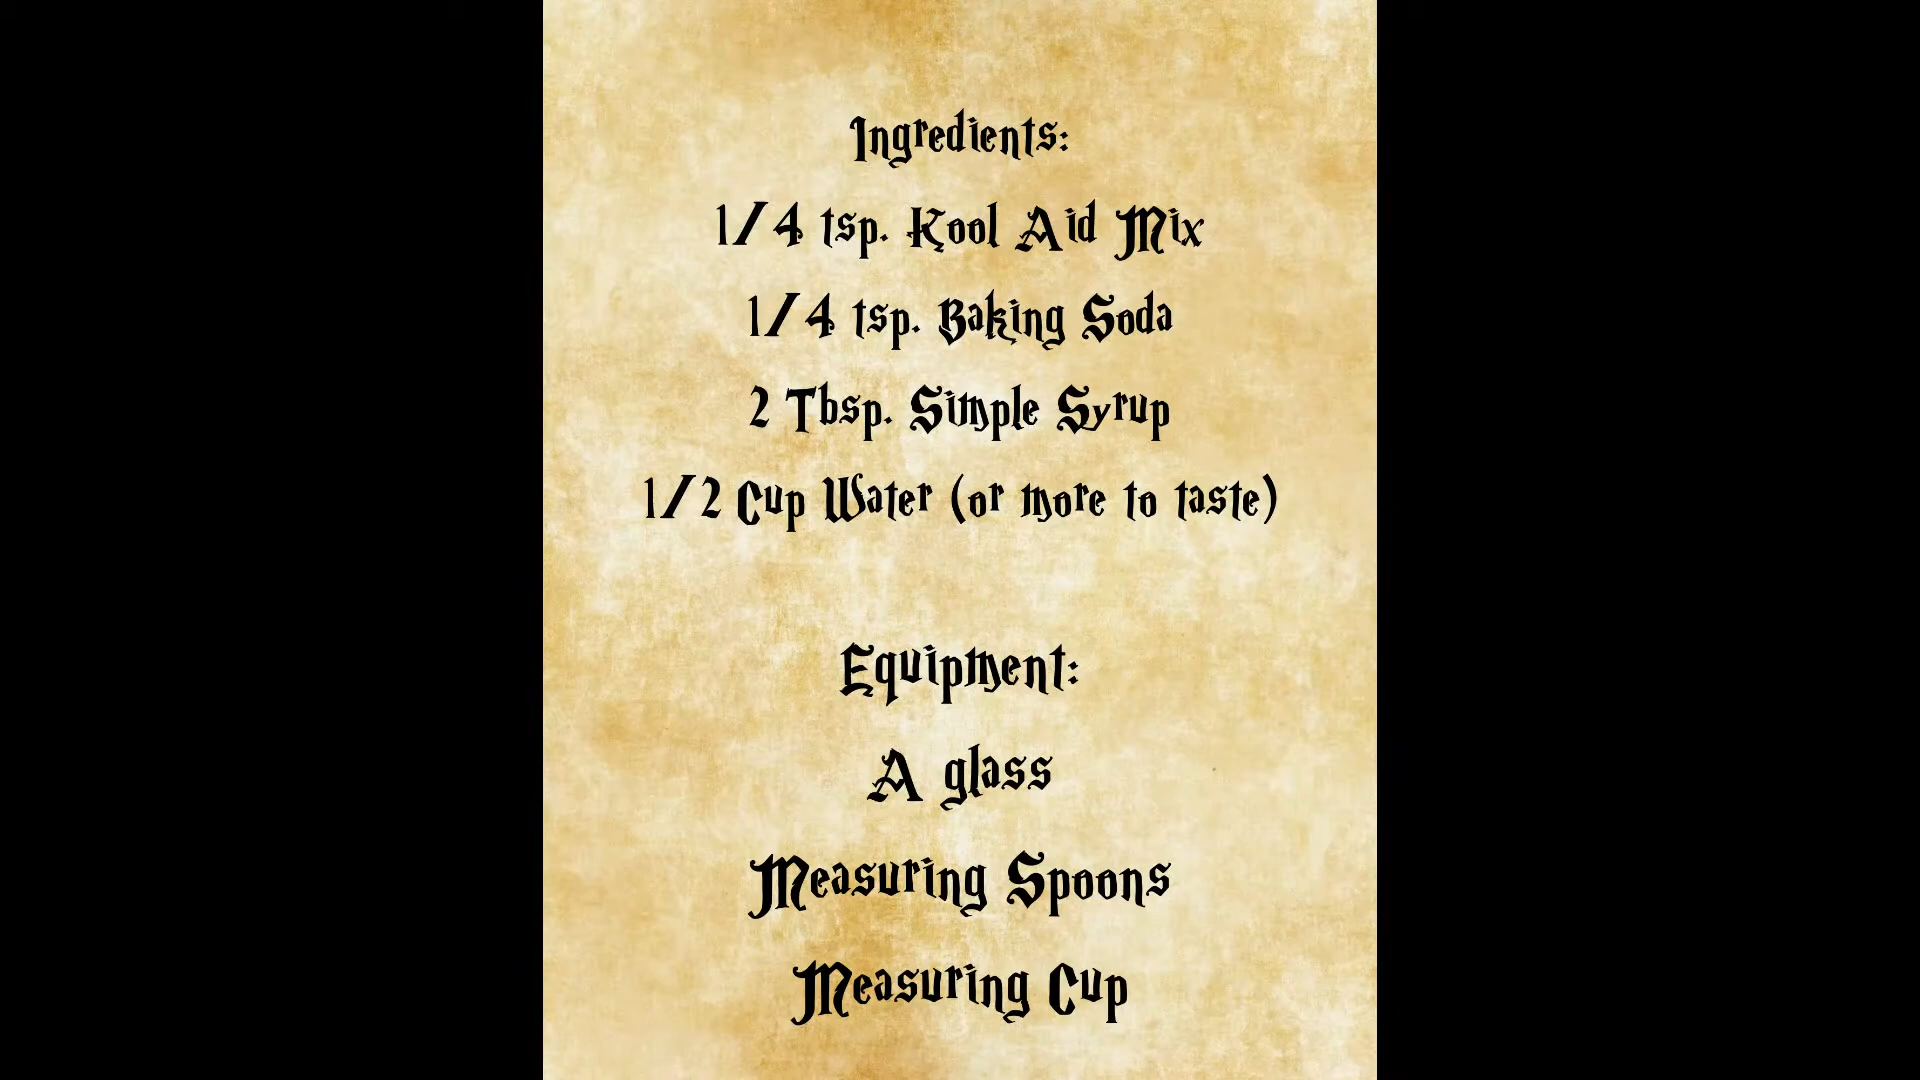 Ingredients:
1/4 tsp. Kool Aid Mix
1/4 tsp. Baking Soda
2 Tbsp. Simple Syrup
1/2 Cup Water (or more to taste)
Equipment:
A glass
Measuring Spoons
Measuring Cup